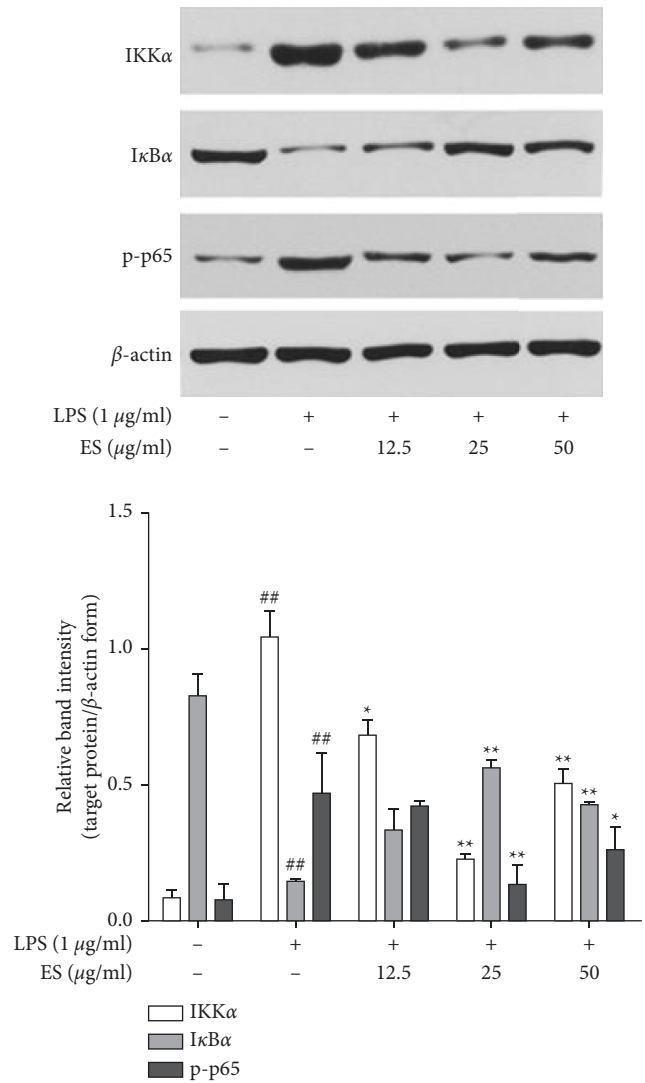 IKKα
IκBα
p-p65
β-actin
LPS (1 μg/ml) – + + + +
ES (μg/ml) – – 12.5 25 50
Relative band intensity
(target protein/β-actin form)
1.5
1.0
0.5
0.0
##
##
##
*
**
**
**
**
**
*
LPS (1 μg/ml) – + + + +
ES (μg/ml) – – 12.5 25 50
IKKα
IκBα
p-p65